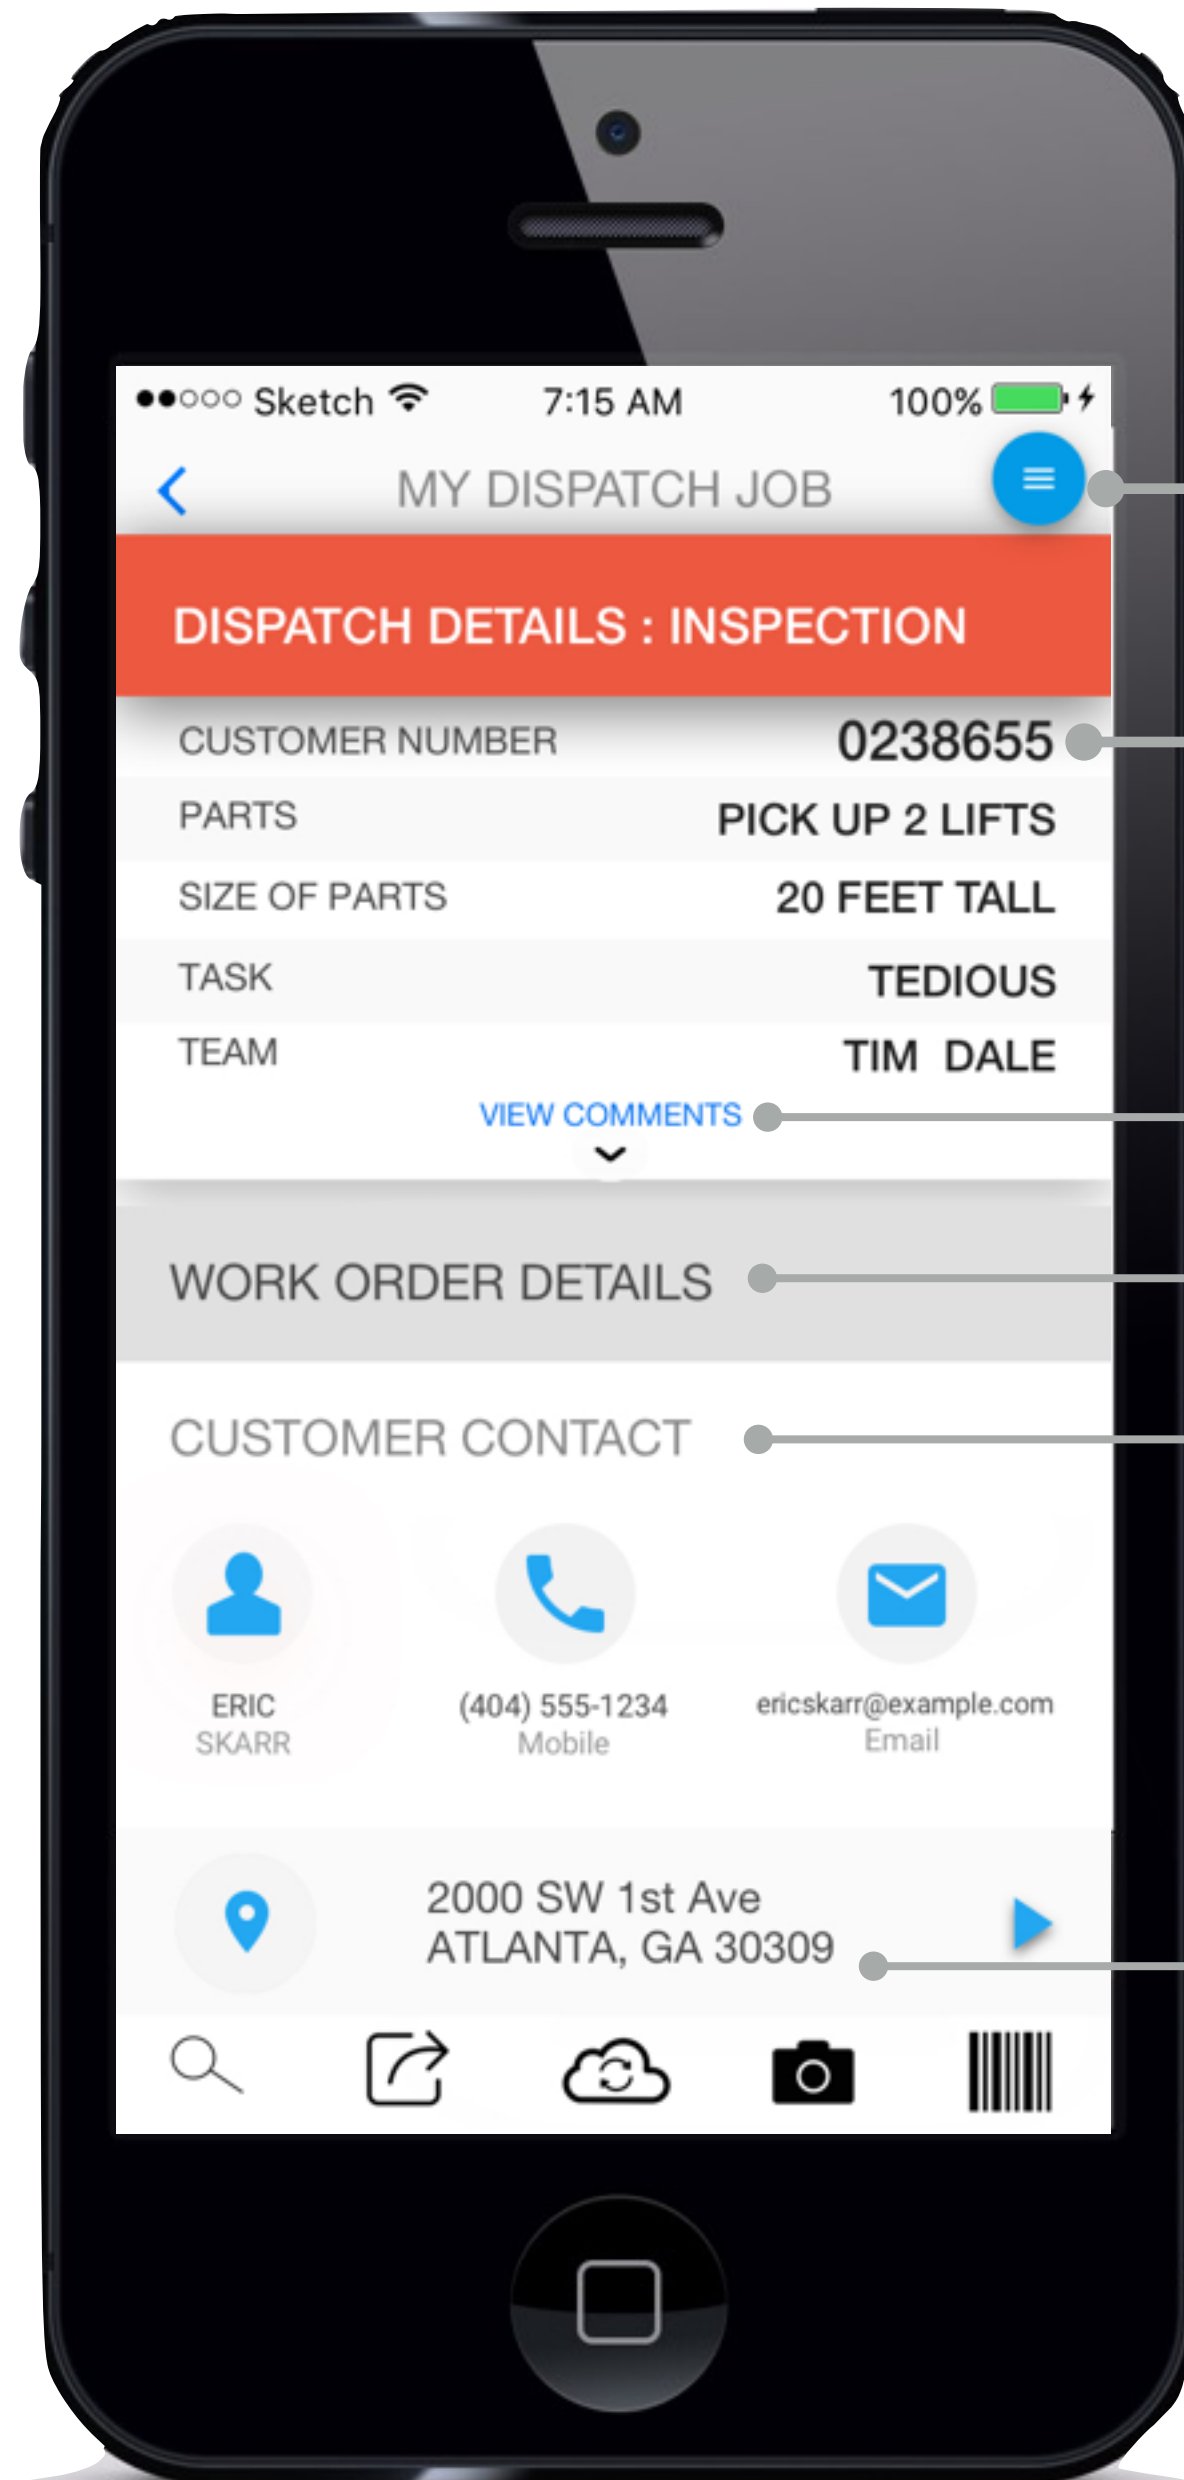 Sketch 7:15 AM 100%
MY DISPATCH JOB
DISPATCH DETAILS : INSPECTION
CUSTOMER NUMBER 0238655
PARTS PICK UP 2 LIFTS
SIZE OF PARTS 20 FEET TALL
TASK TEDIOUS
TEAM TIM DALE
VIEW COMMENTS
WORK ORDER DETAILS
CUSTOMER CONTACT
ERIC (404) 555-1234 ericskarr@example.com
SKARR Mobile Email
2000 SW 1st Ave
ATLANTA, GA 30309